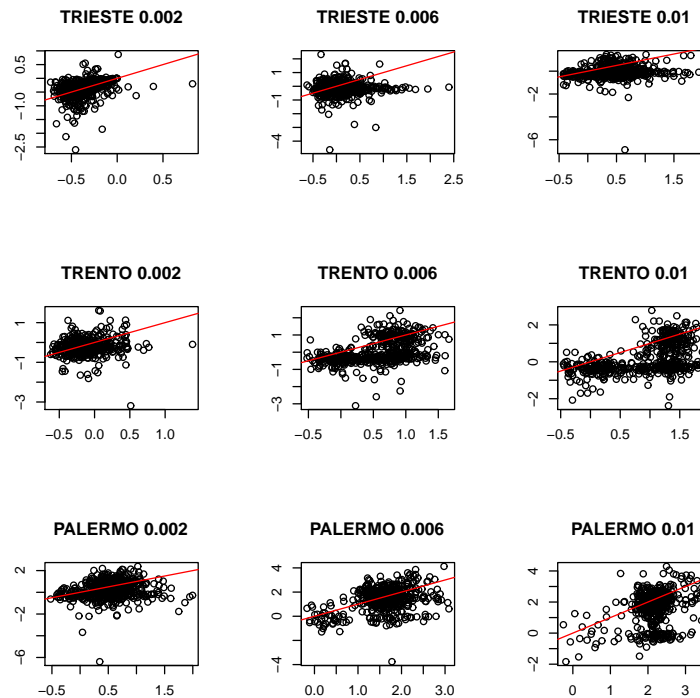 TRIESTE 0.002 TRIESTE 0.006 TRIESTE 0.01
0.5 1
−1.0 −1 −2
−2.5 −4 −6
−0.5 0.0 0.5 −0.5 0.5 1.5 2.5 −0.5 0.5 1.5
TRENTO 0.002 TRENTO 0.006 TRENTO 0.01
1 1 2
−1 −1 0
−3 −3 −2
−0.5 0.0 0.5 1.0 −0.5 0.5 1.0 1.5 −0.5 0.5 1.5
PALERMO 0.002 PALERMO 0.006 PALERMO 0.01
2 4 4
−2 2 2
0 0
−6 −4 −2
−0.5 0.5 1.5 0.0 1.0 2.0 3.0 0 1 2 3